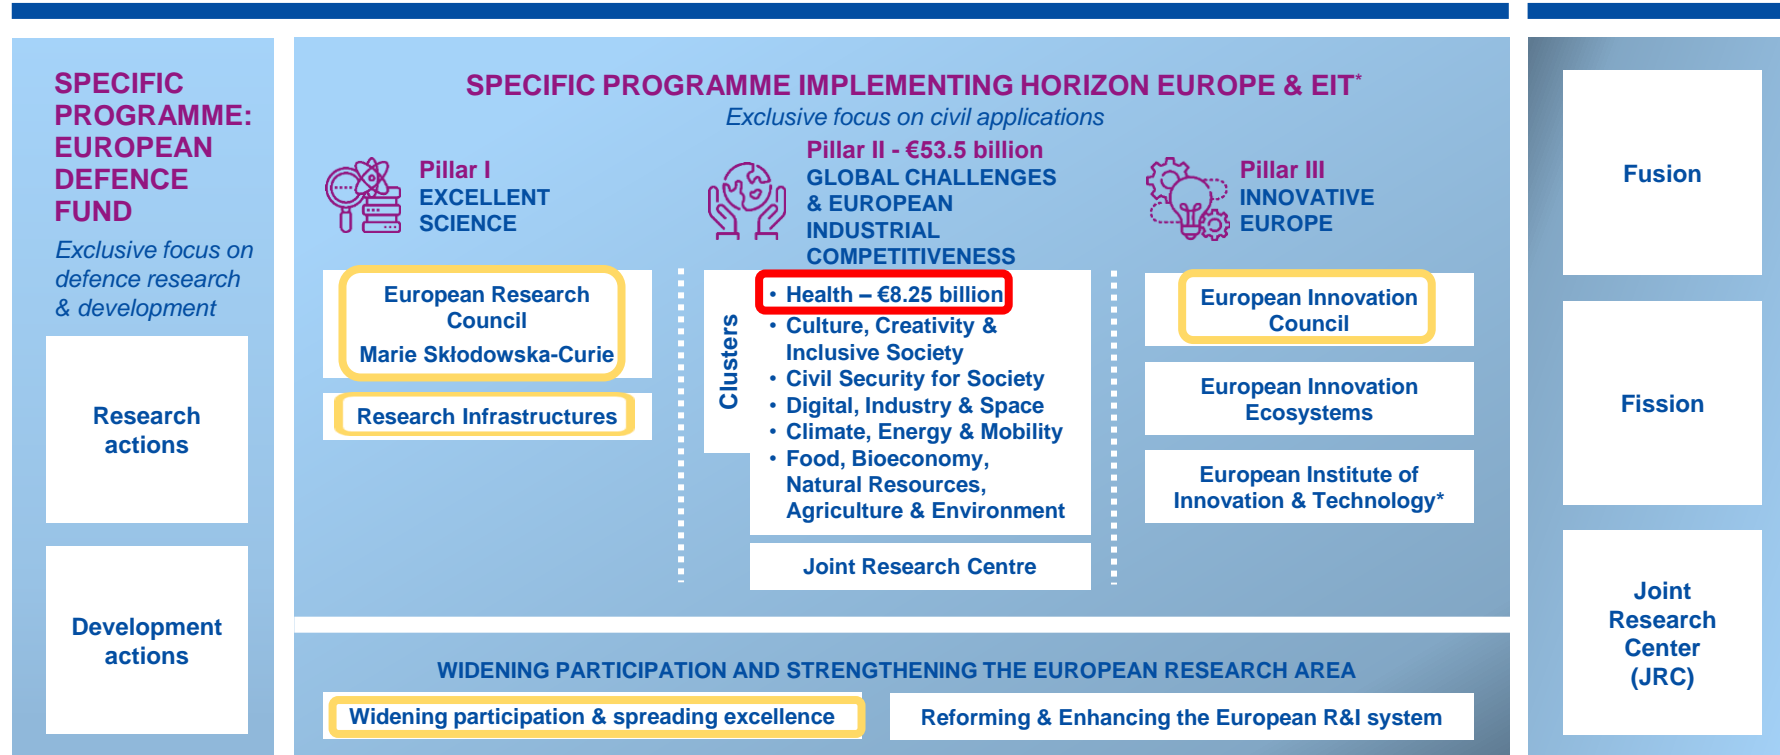 SPECIFIC
PROGRAMME:
EUROPEAN
DEFENCE
FUND
Exclusive focus on
defence research
& development
Research
actions
Development
actions
SPECIFIC PROGRAMME IMPLEMENTING HORIZON EUROPE & EIT*
Exclusive focus on civil applications
Pillar I
EXCELLENT
SCIENCE
European Research
Council
Marie Skłodowska-Curie
Research Infrastructures
Pillar II - €53.5 billion
GLOBAL CHALLENGES
& EUROPEAN
INDUSTRIAL
COMPETITIVENESS
Clusters
• Health – €8.25 billion
• Culture, Creativity &
Inclusive Society
• Civil Security for Society
• Digital, Industry & Space
• Climate, Energy & Mobility
• Food, Bioeconomy,
Natural Resources,
Agriculture & Environment
Joint Research Centre
Pillar III
INNOVATIVE
EUROPE
European Innovation
Council
European Innovation
Ecosystems
European Institute of
Innovation & Technology*
WIDENING PARTICIPATION AND STRENGTHENING THE EUROPEAN RESEARCH AREA
Widening participation & spreading excellence
Reforming & Enhancing the European R&I system
Fusion
Fission
Joint
Research
Center
(JRC)